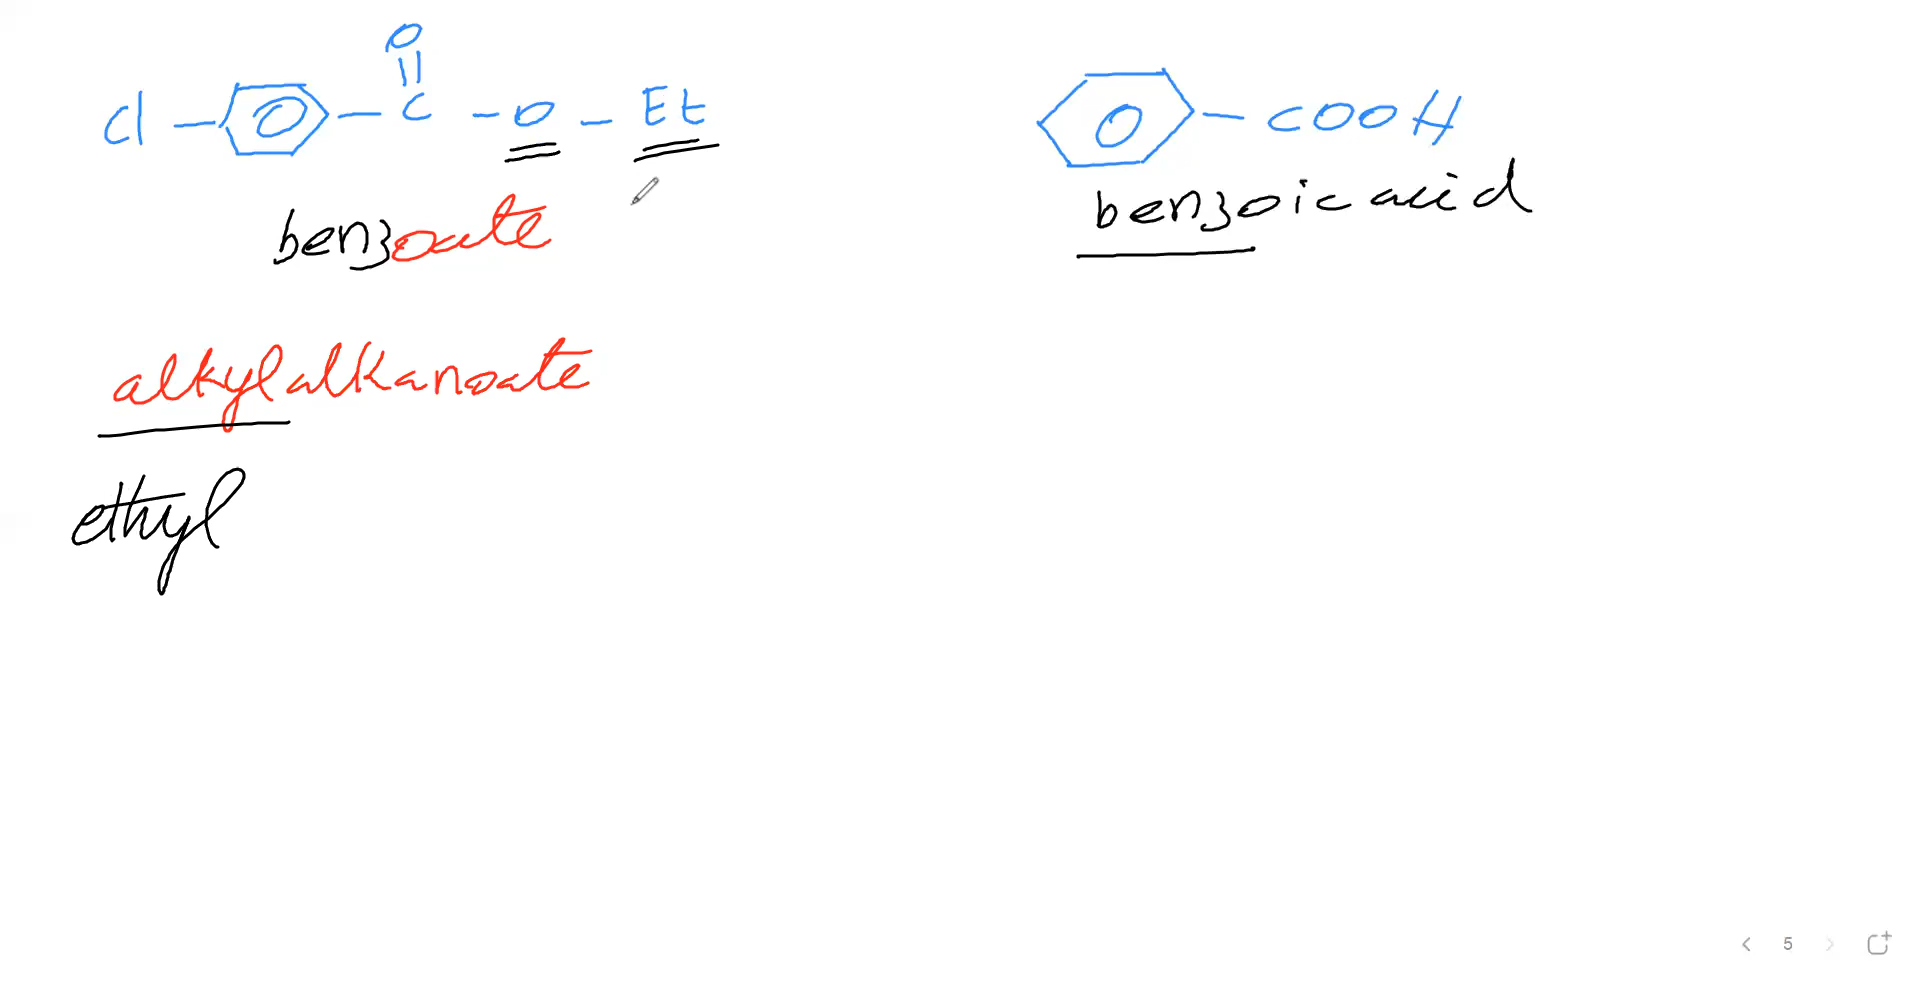 O
Cl - C - O - Et
COOH
benzoate
benzoic acid
alkylalkanoate
ethyl
5